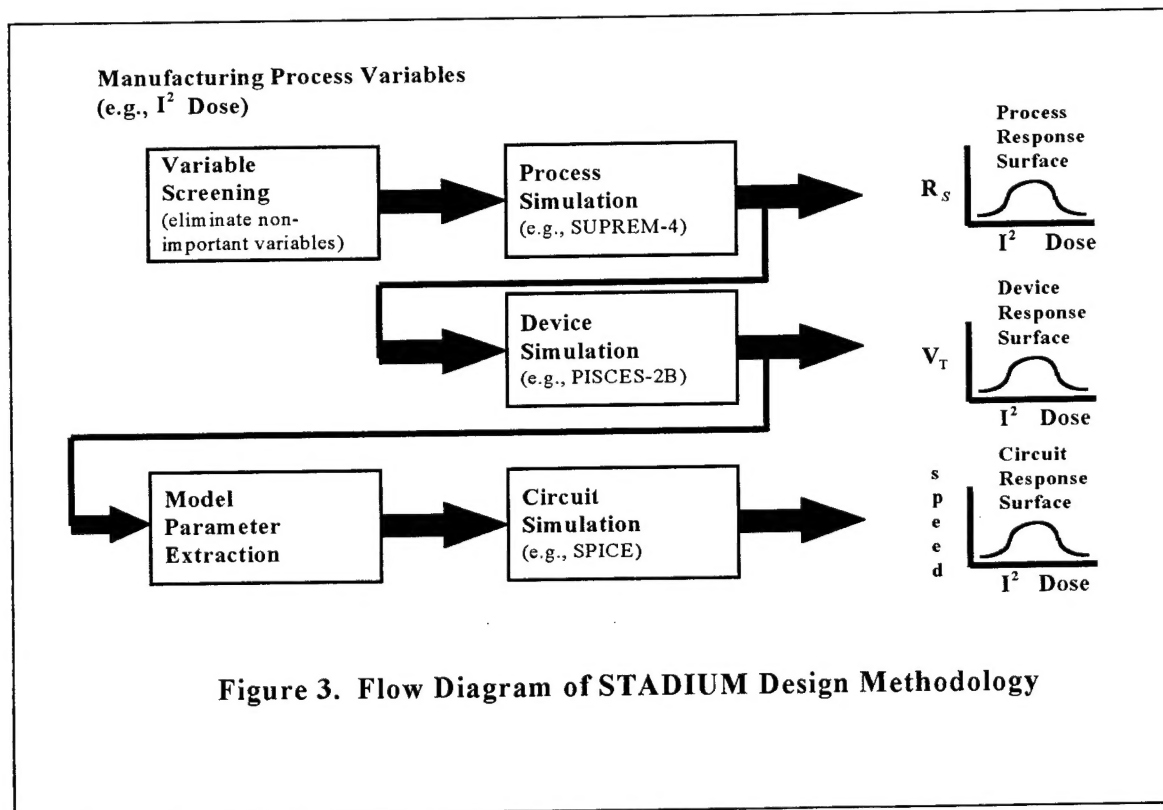 Manufacturing Process Variables
(e.g., I² Dose)
Variable
Screening
(eliminate non-
important variables)
Process
Simulation
(e.g., SUPREM-4)
Process
Response
Surface
R_S
I² Dose
Device
Simulation
(e.g., PISCES-2B)
Device
Response
Surface
V_T
I² Dose
Model
Parameter
Extraction
Circuit
Simulation
(e.g., SPICE)
Circuit
Response
Surface
speed
I² Dose
Figure 3. Flow Diagram of STADIUM Design Methodology